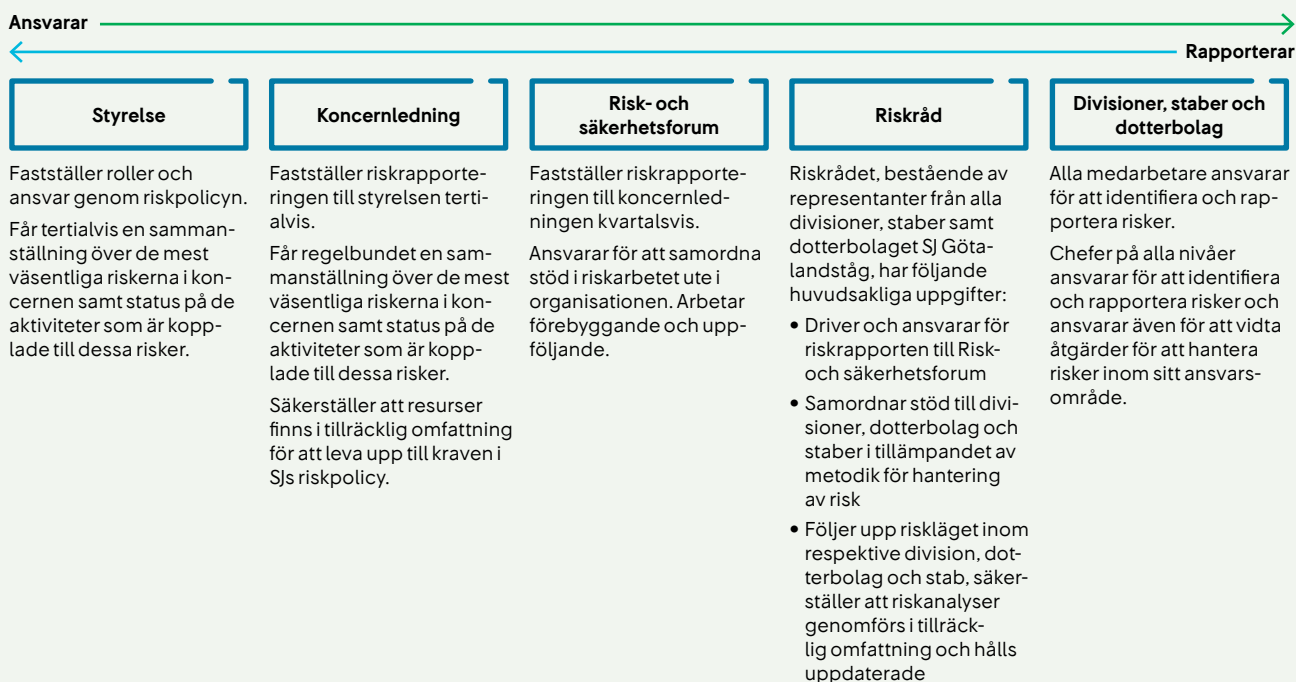 Ansvarar
Rapporterar
Styrelse
Fastställer roller och
ansvar genom riskpolicyn.
Får tertialvis en samman-
ställning över de mest
väsentliga riskerna i kon-
cernen samt status på de
aktiviteter som är kopp-
lade till dessa risker.
Koncernledning
Fastställer riskrapporte-
ringen till styrelsen terti-
alvis.
Får regelbundet en sam-
manställning över de mest
väsentliga riskerna i kon-
cernen samt status på de
aktiviteter som är kopp-
lade till dessa risker.
Säkerställer att resurser
finns i tillräcklig omfattning
för att leva upp till kraven i
SJs riskpolicy.
Risk- och
säkerhetsforum
Fastställer riskrapporte-
ringen till koncernled-
ningen kvartalsvis.
Ansvarar för att samordna
stöd i riskarbetet ute i
organisationen. Arbetar
förebyggande och upp-
följande.
Riskråd
Riskrådet, bestående av
representanter från alla
divisioner, staber samt
dotterbolaget SJ Göta-
landståg, har följande
huvudsakliga uppgifter:
• Driver och ansvarar för
riskrapporten till Risk-
och säkerhetsforum
• Samordnar stöd till divi-
sioner, dotterbolag och
staber i tillämpandet av
metodik för hantering
av risk
• Följer upp riskläget inom
respektive division, dot-
terbolag och stab, säker-
ställer att riskanalyser
genomförs i tillräck-
lig omfattning och hålls
uppdaterade
Divisioner, staber och
dotterbolag
Alla medarbetare ansvarar
för att identifiera och rap-
portera risker.
Chefer på alla nivåer
ansvarar för att identifiera
och rapportera risker och
ansvarar även för att vidta
åtgärder för att hantera
risker inom sitt ansvars-
område.